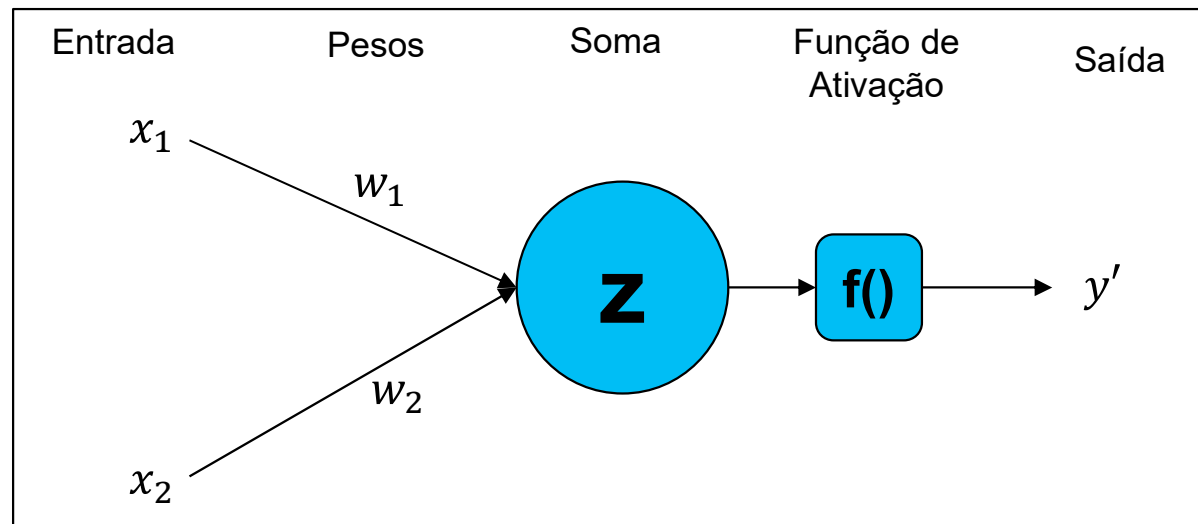 Entrada
Pesos
Soma
Função de
Ativação
Saída
x₁
w₁
z
f()
y′
w₂
x₂